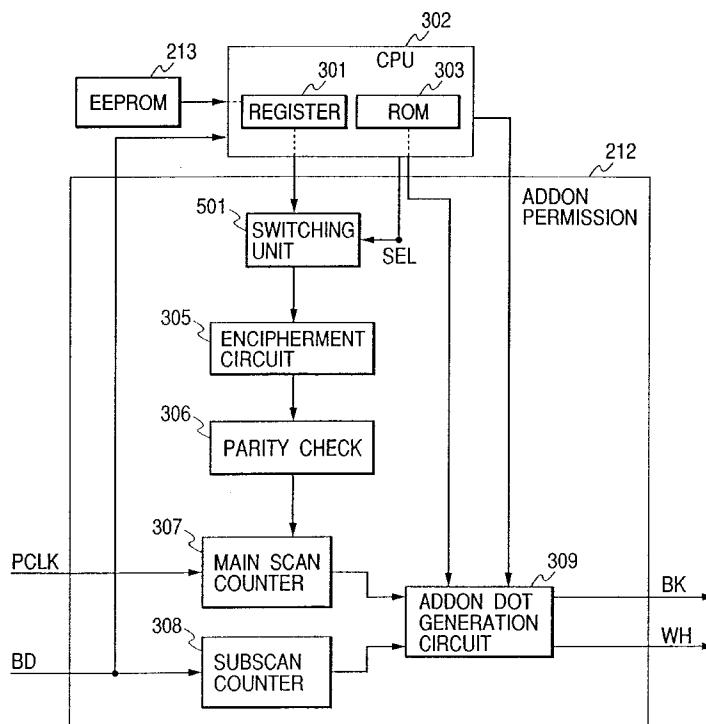 302
CPU
213
EEPROM
301
REGISTER
303
ROM
212
ADDON
PERMISSION
501
SWITCHING
UNIT
SEL
305
ENCIPHERMENT
CIRCUIT
306
PARITY CHECK
307
PCLK
MAIN SCAN
COUNTER
309
ADDON DOT
GENERATION
CIRCUIT
BK
WH
308
BD
SUBSCAN
COUNTER